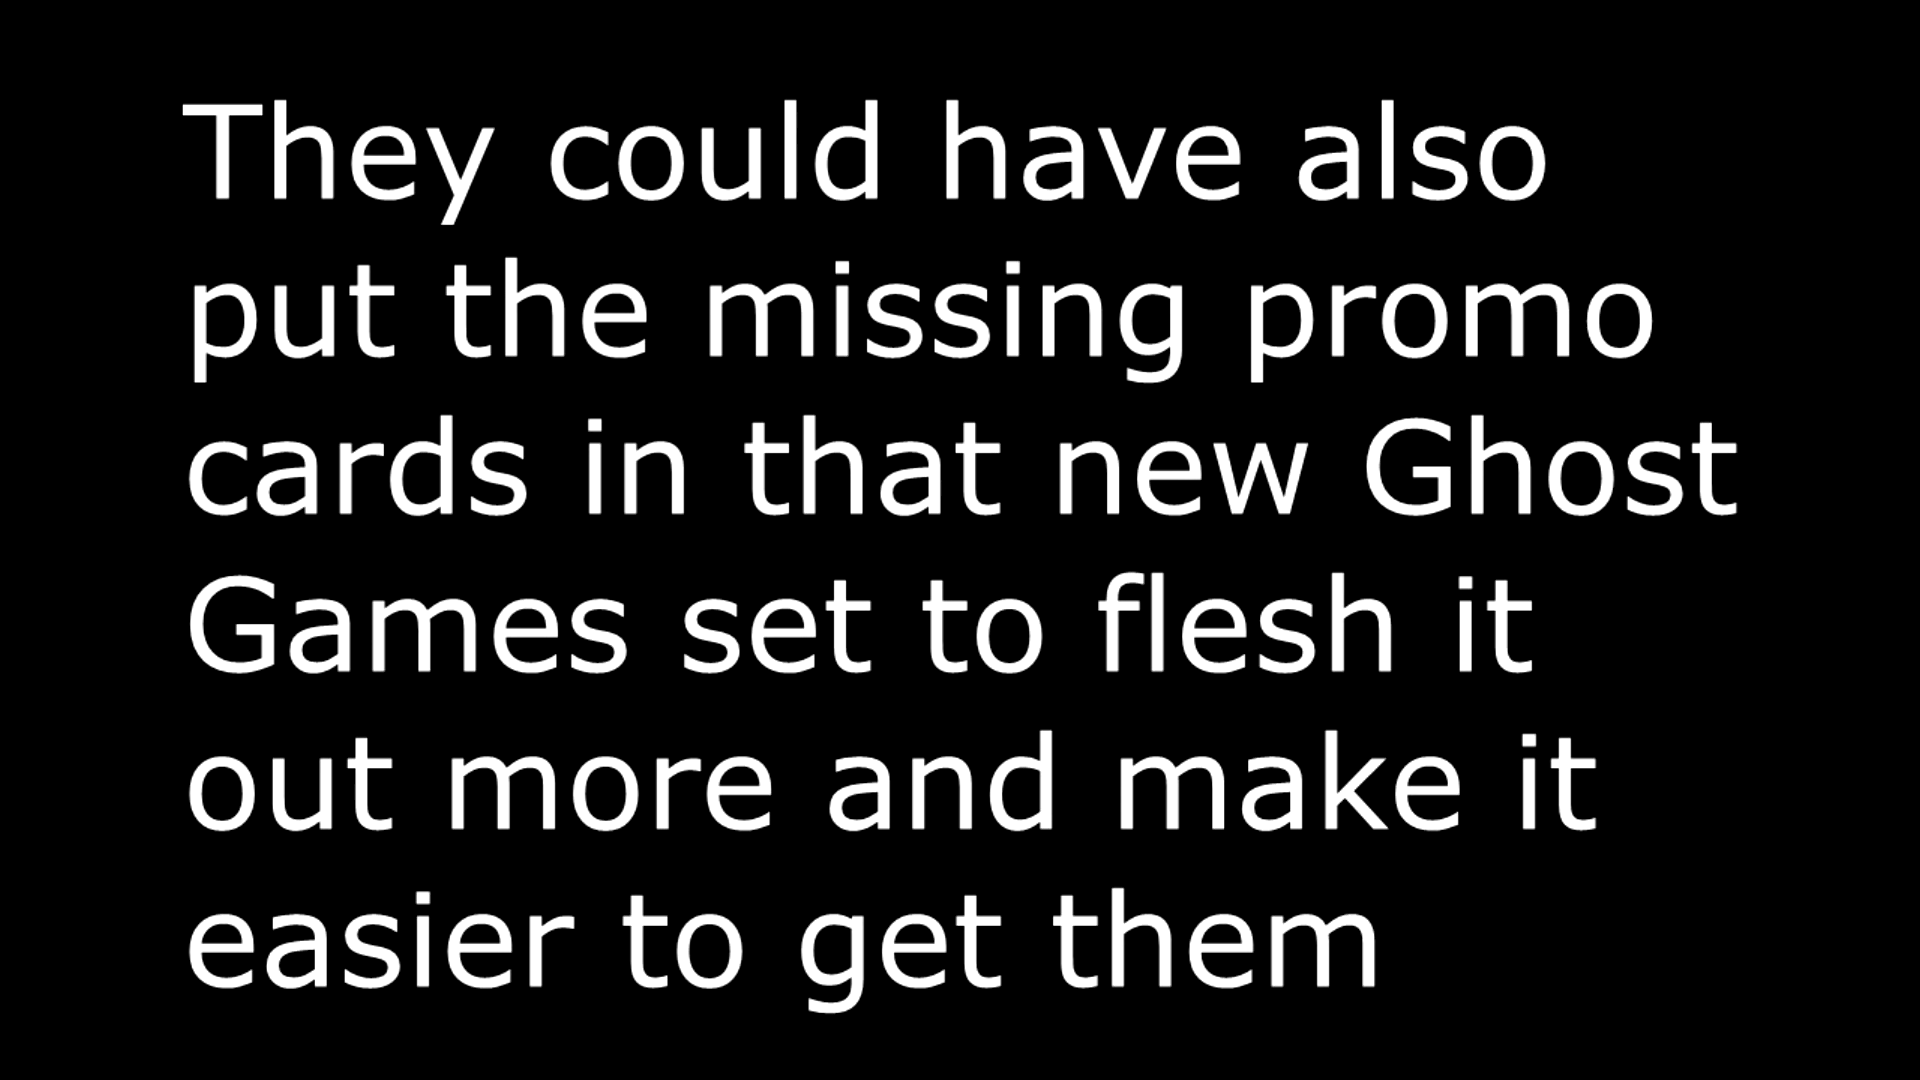 They could have also
put the missing promo
cards in that new Ghost
Games set to flesh it
out more and make it
easier to get them